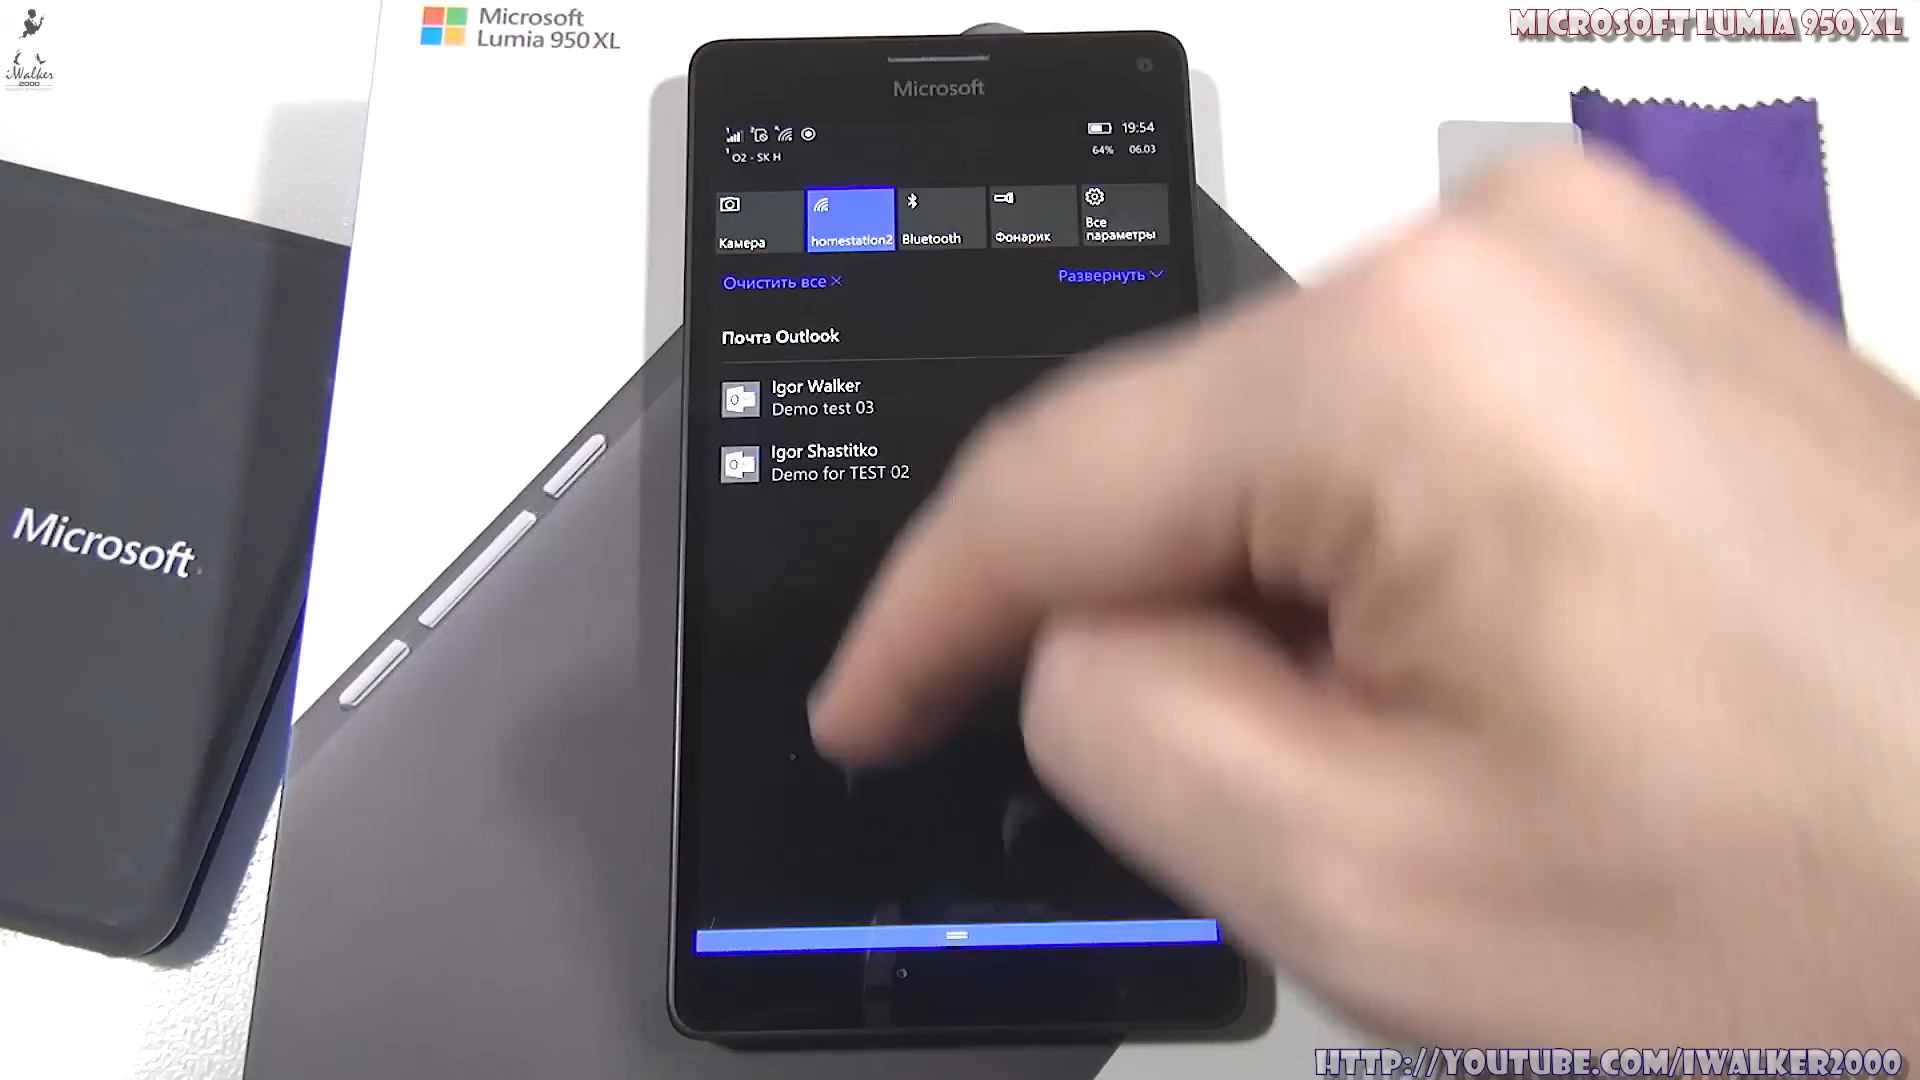 Microsoft
Lumia 950 XL
MICROSOFT LUMIA 950 XL
iWalker
2000
Microsoft
19:54
O2 - SK H
64%
06.03
Камера
homestation2
Bluetooth
Фонарик
Все
параметры
Очистить все
Развернуть
Почта Outlook
Igor Walker
Demo test 03
Igor Shastitko
Demo for TEST 02
Microsoft
HTTP://YOUTUBE.COM/IWALKER2000